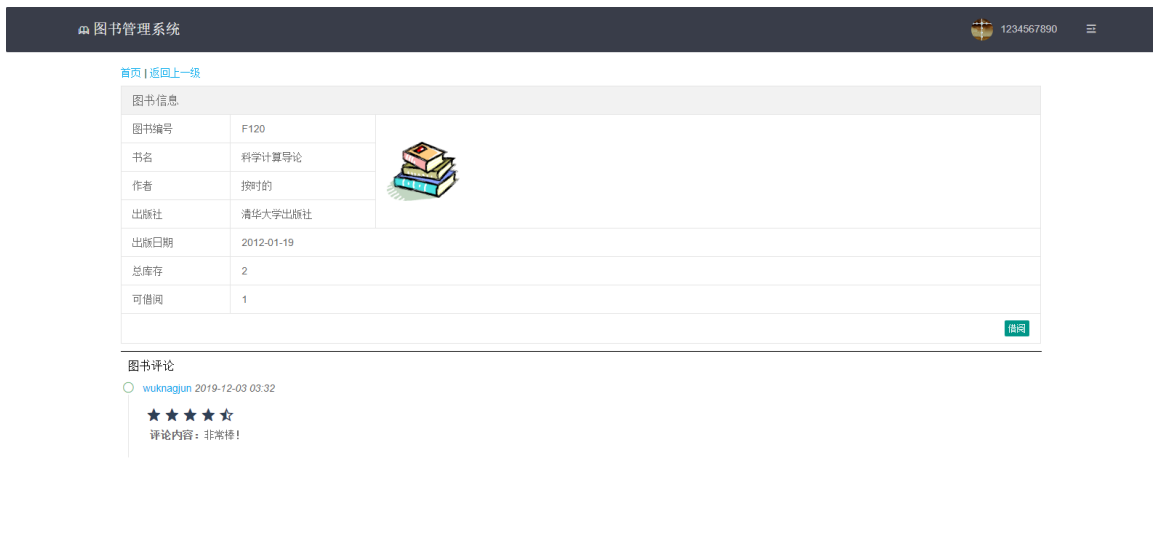 图书管理系统 1234567890
首页 | 返回上一级
图书信息
图书编号 F120
书名 科学计算导论
作者 按时的
出版社 清华大学出版社
出版日期 2012-01-19
总库存 2
可借阅 1
借阅
图书评论
wuknagjun 2019-12-03 03:32
评论内容：非常棒！